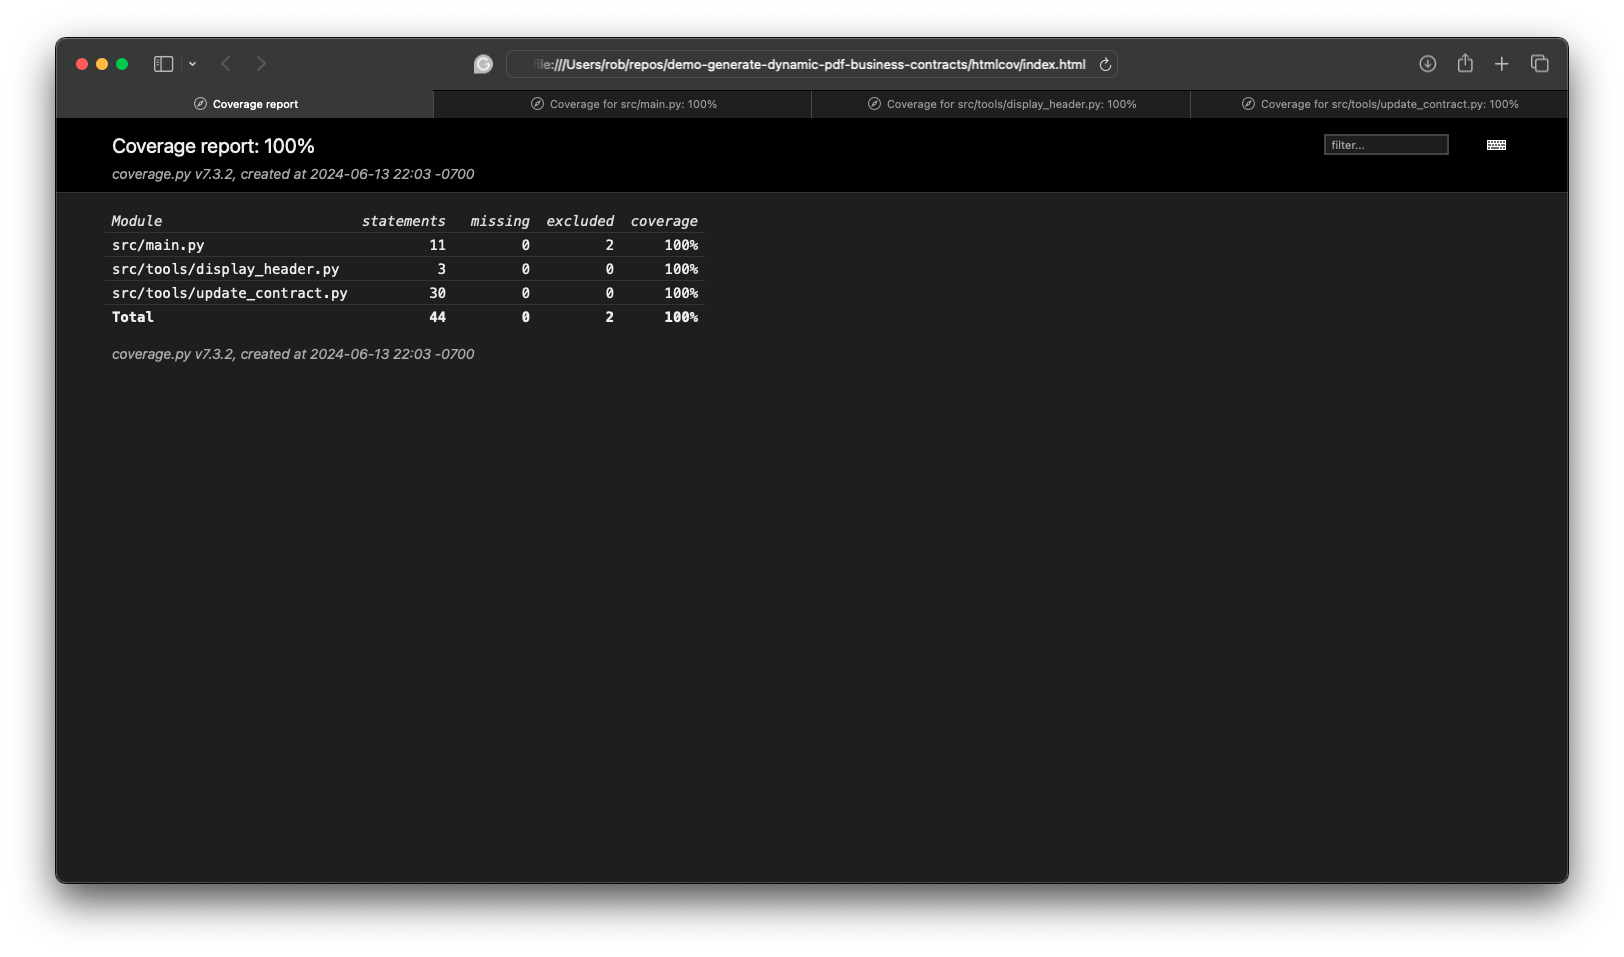 file:///Users/rob/repos/demo-generate-dynamic-pdf-business-contracts/htmlcov/index.html
Coverage report
Coverage for src/main.py: 100%
Coverage for src/tools/display_header.py: 100%
Coverage for src/tools/update_contract.py: 100%
Coverage report: 100%
filter...
coverage.py v7.3.2, created at 2024-06-13 22:03 -0700
Module statements missing excluded coverage
src/main.py 11 0 2 100%
src/tools/display_header.py 3 0 0 100%
src/tools/update_contract.py 30 0 0 100%
Total 44 0 2 100%
coverage.py v7.3.2, created at 2024-06-13 22:03 -0700